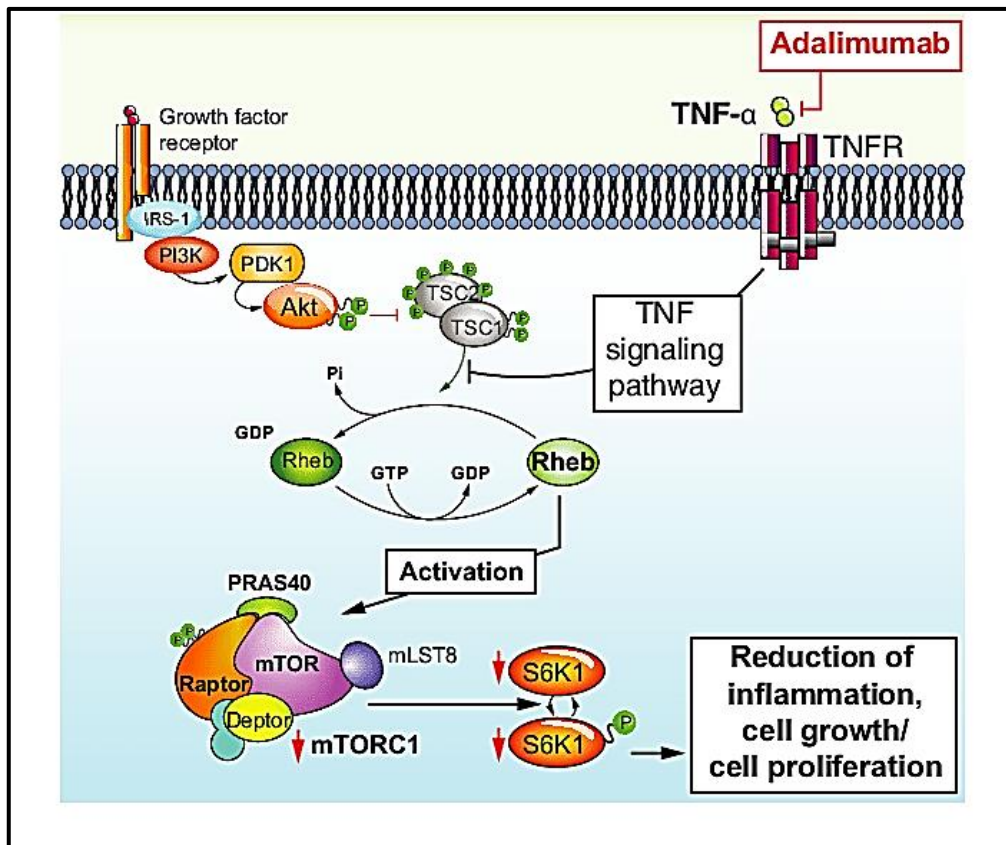 Adalimumab
TNF-α
TNFR
Growth factor
receptor
IRS-1
PI3K
PDK1
Akt
P
P
P
P
P
P
P
P
P
TSC2
TSC1
P
P
TNF
signaling
pathway
Pi
GDP
Rheb
GTP
GDP
Rheb
Activation
PRAS40
P
P
mTOR
mLST8
Raptor
Deptor
mTORC1
S6K1
S6K1
P
Reduction of
inflammation,
cell growth/
cell proliferation